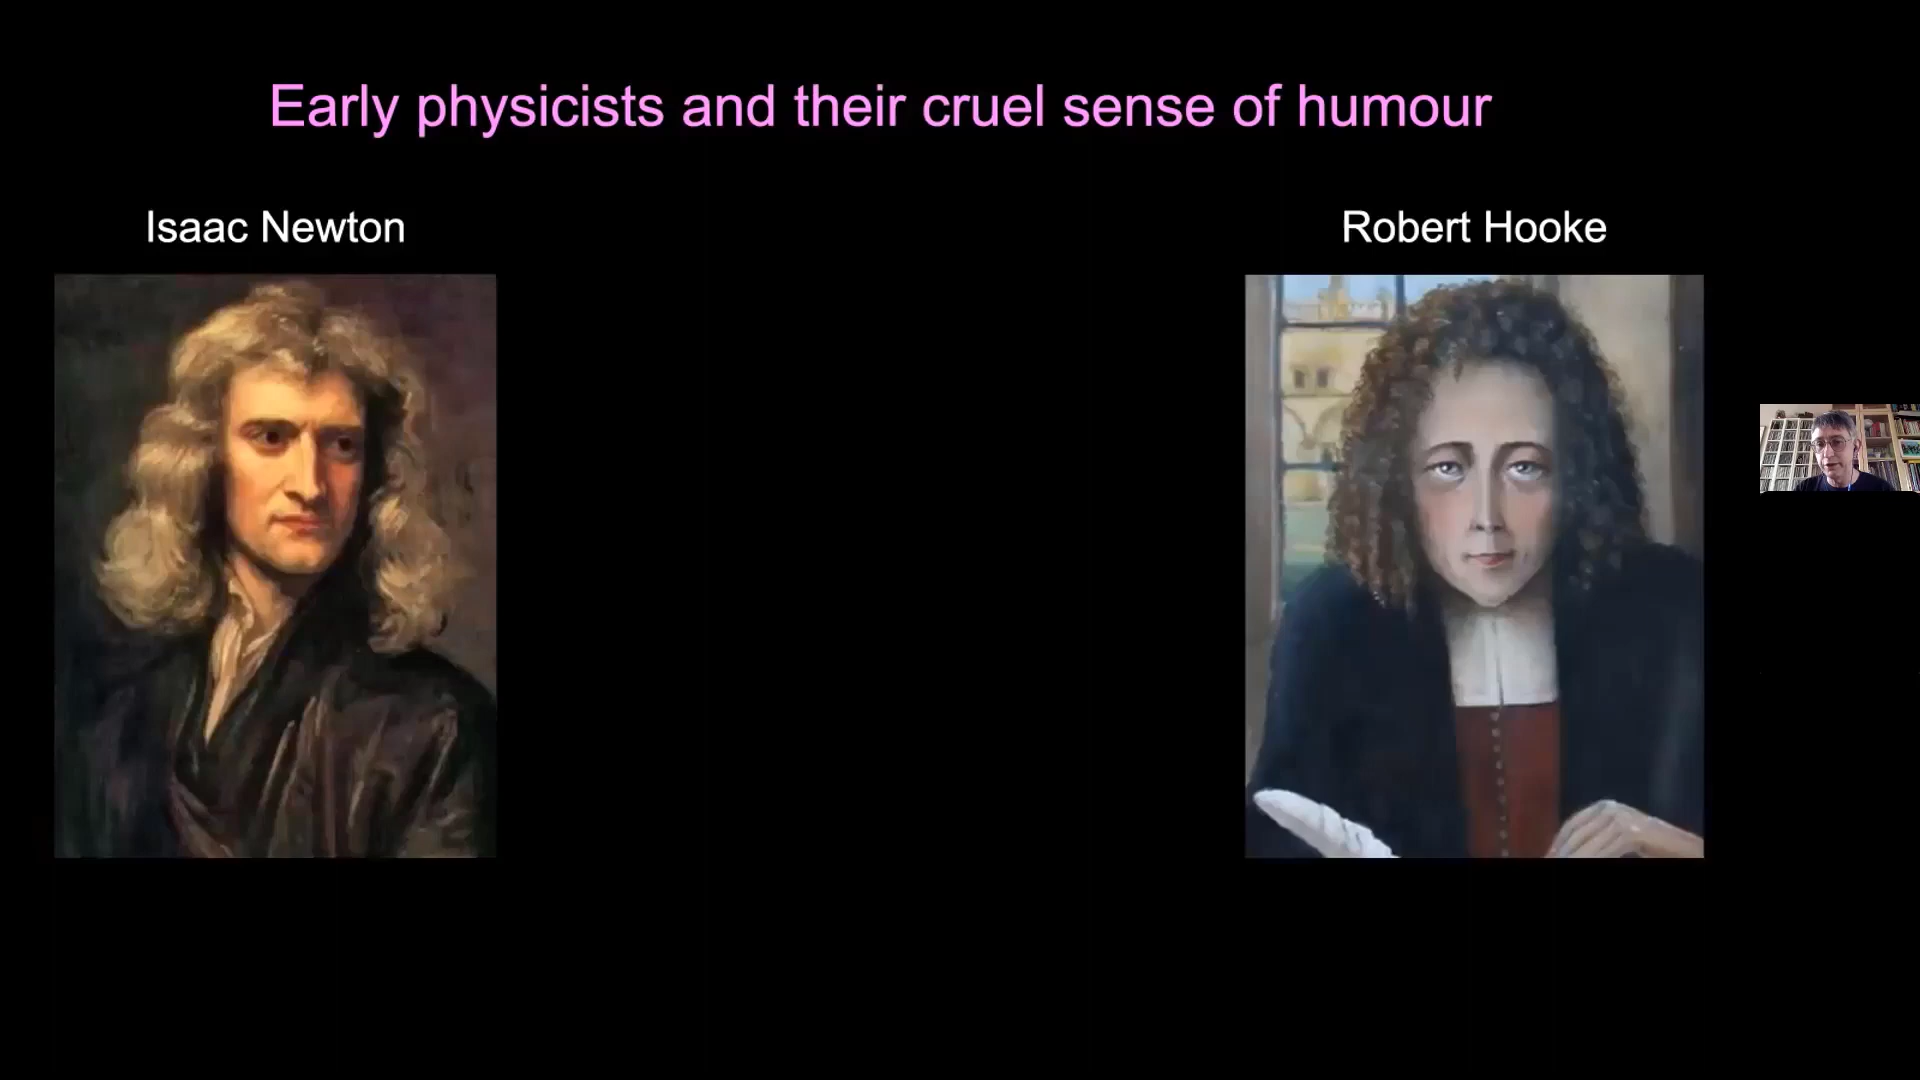 Early physicists and their cruel sense of humour
Isaac Newton
Robert Hooke